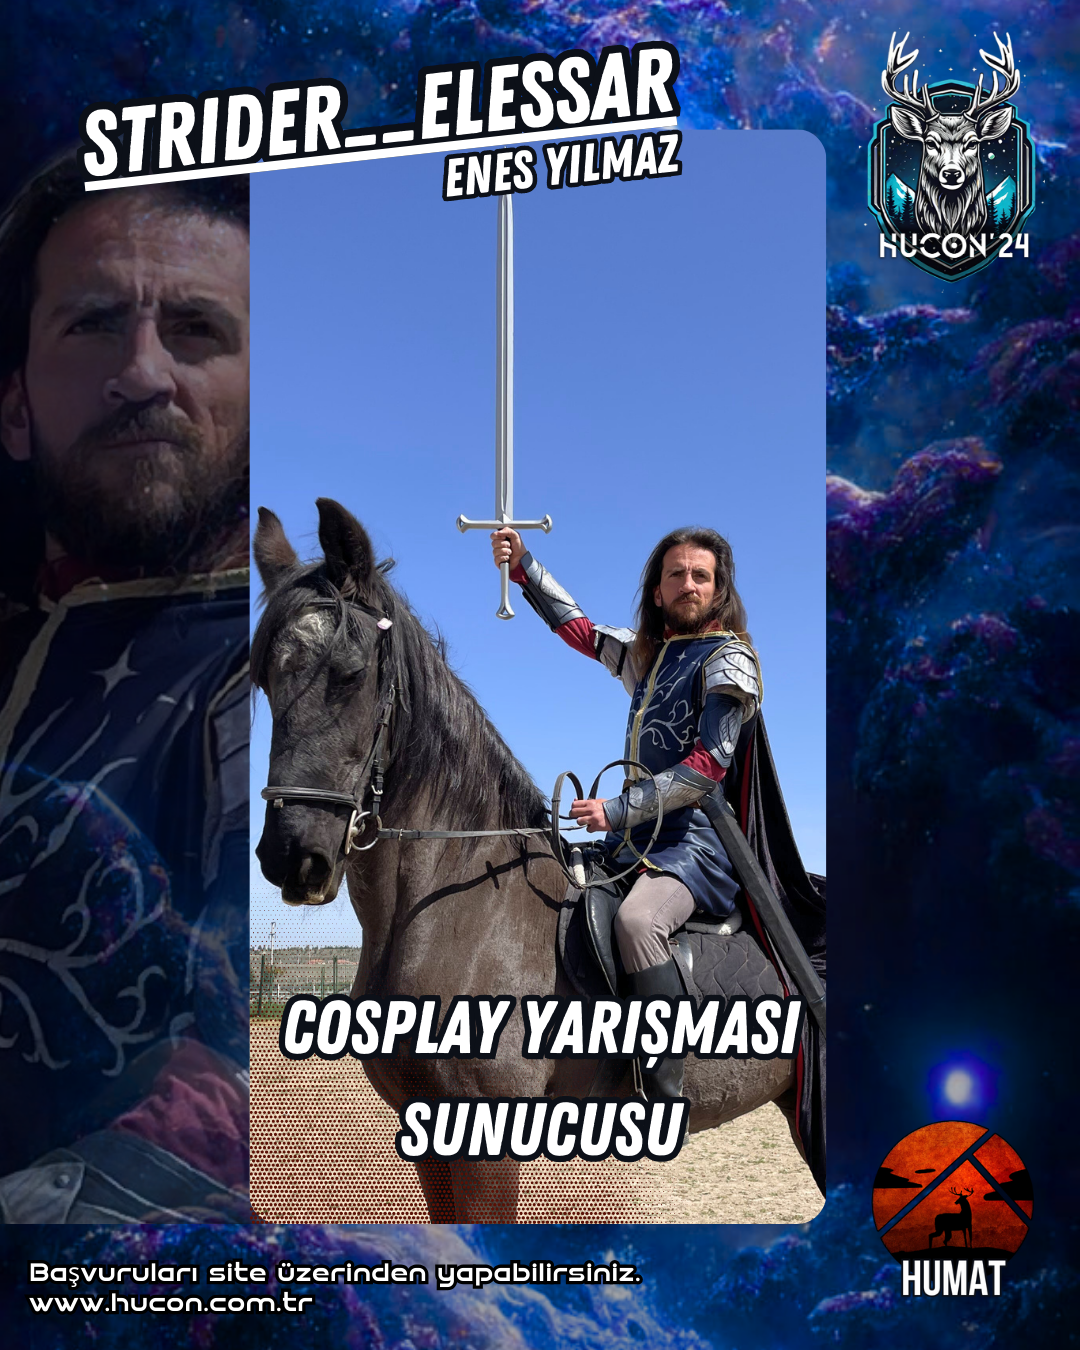 STRIDER__ELESSAR
ENES YILMAZ
HUCON'24
COSPLAY YARIŞMASI
SUNUCUSU
HUMAT
Başvuruları site üzerinden yapabilirsiniz.
www.hucon.com.tr